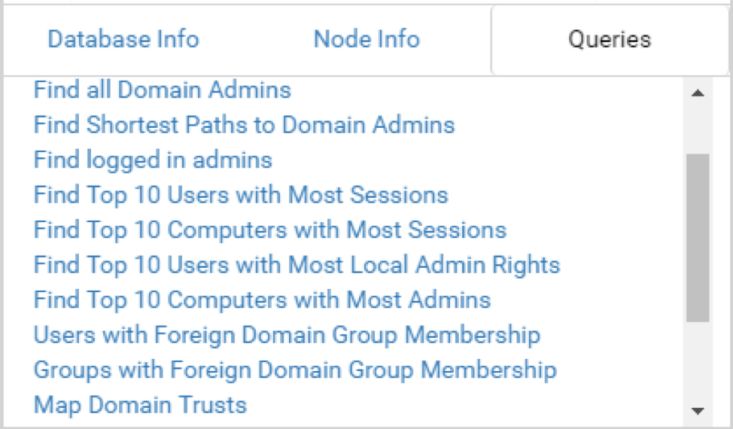 Database Info Node Info Queries
Find all Domain Admins
Find Shortest Paths to Domain Admins
Find logged in admins
Find Top 10 Users with Most Sessions
Find Top 10 Computers with Most Sessions
Find Top 10 Users with Most Local Admin Rights
Find Top 10 Computers with Most Admins
Users with Foreign Domain Group Membership
Groups with Foreign Domain Group Membership
Map Domain Trusts